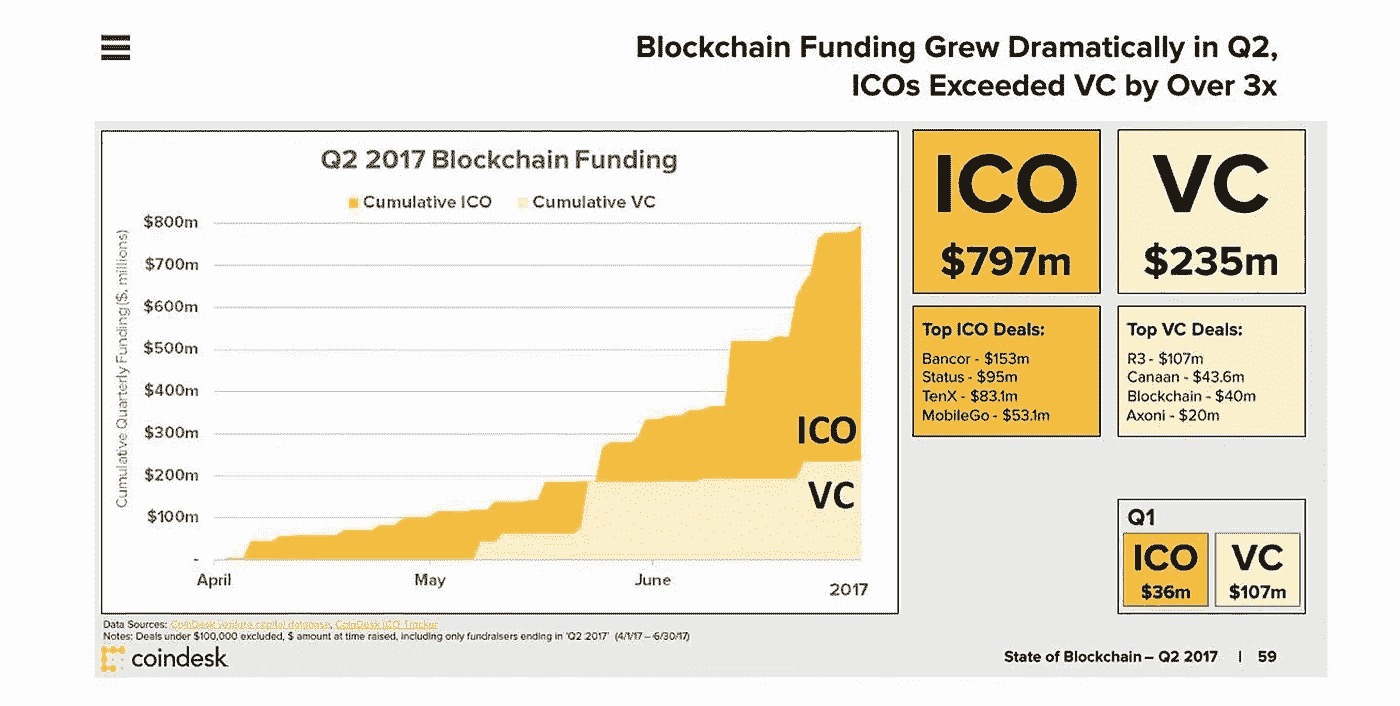 Blockchain Funding Grew Dramatically in Q2,
ICOs Exceeded VC by Over 3x
Q2 2017 Blockchain Funding
Cumulative ICO
Cumulative VC
Cumulative Quarterly Funding ($, millions)
$800m
$700m
$600m
$500m
$400m
$300m
$200m
$100m
-
April
May
June
2017
ICO
VC
ICO
$797m
VC
$235m
Top ICO Deals:
Bancor - $153m
Status - $95m
TenX - $83.1m
MobileGo - $53.1m
Top VC Deals:
R3 - $107m
Canaan - $43.6m
Blockchain - $40m
Axoni - $20m
Q1
ICO
$36m
VC
$107m
Data Sources: CoinDesk venture capital database, CoinDesk ICO Tracker
Notes: Deals under $100,000 excluded, $ amount at time raised, including only fundraisers ending in 'Q2 2017' (4/1/17 – 6/30/17)
coindesk
State of Blockchain – Q2 2017 | 59